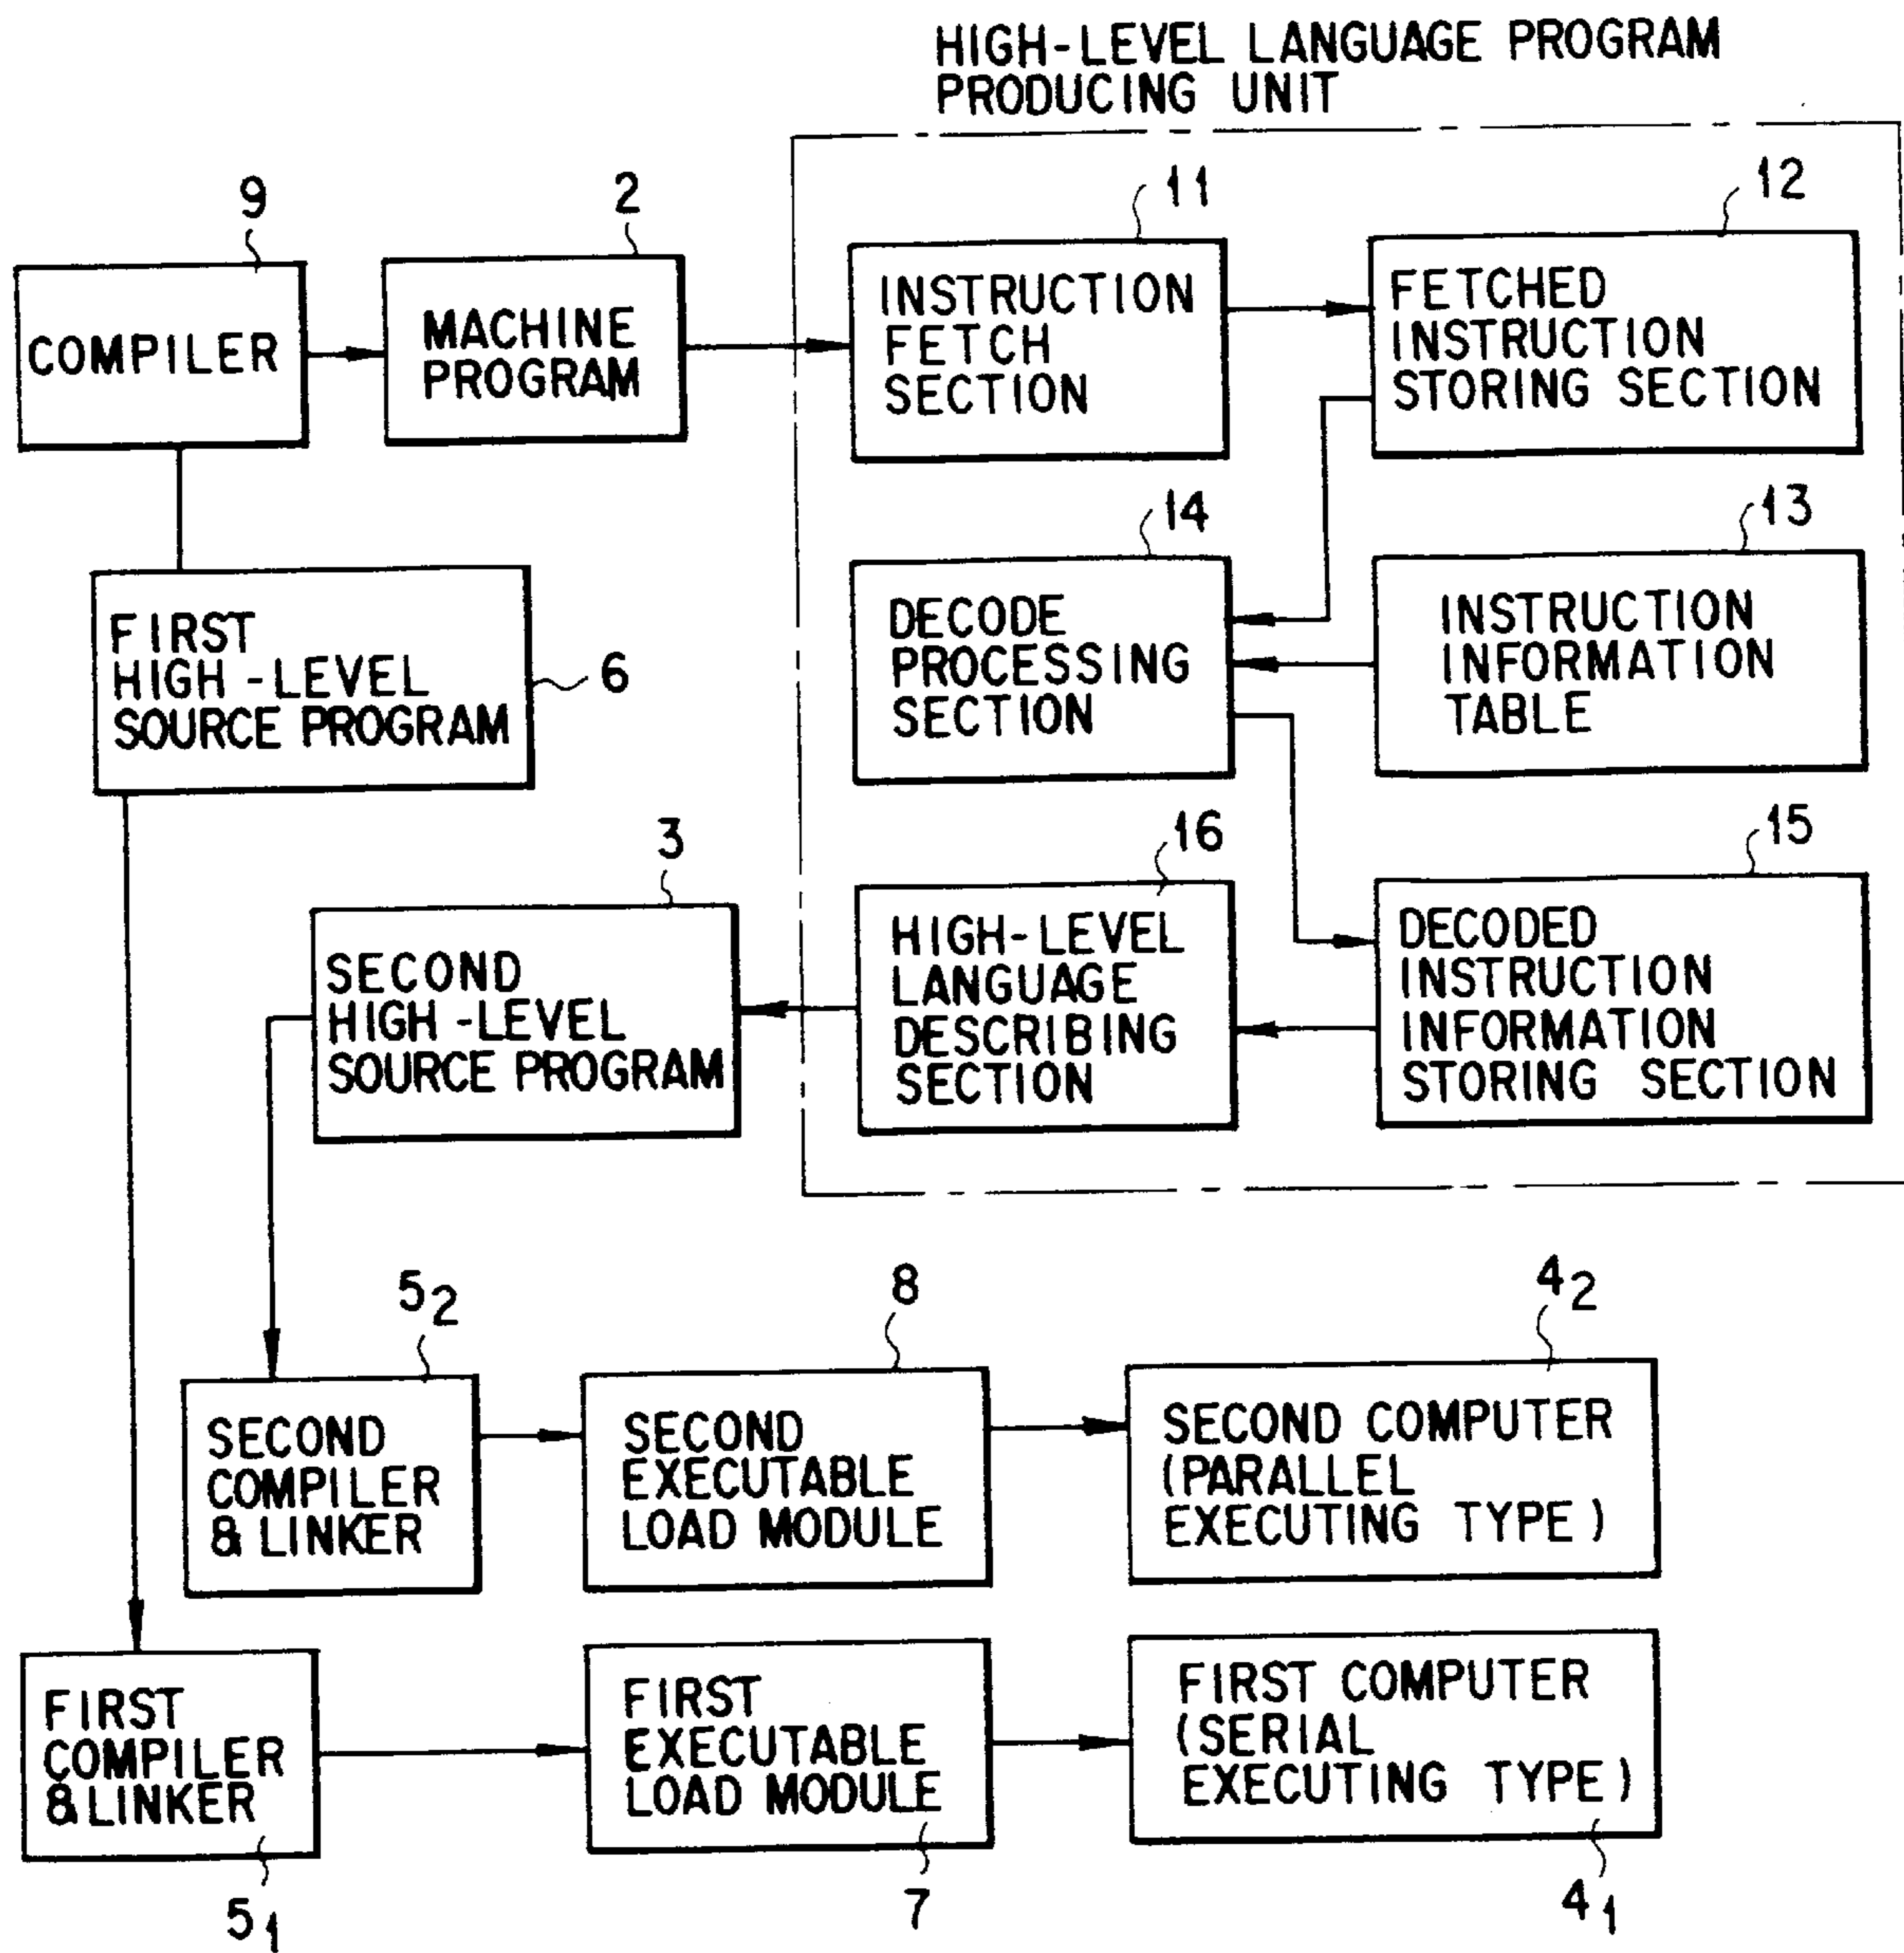 HIGH-LEVEL LANGUAGE PROGRAM
PRODUCING UNIT
9
2
11
12
COMPILER
MACHINE
PROGRAM
INSTRUCTION
FETCH
SECTION
FETCHED
INSTRUCTION
STORING SECTION
14
13
FIRST
HIGH-LEVEL
SOURCE PROGRAM
6
DECODE
PROCESSING
SECTION
INSTRUCTION
INFORMATION
TABLE
3
16
15
SECOND
HIGH-LEVEL
SOURCE PROGRAM
HIGH-LEVEL
LANGUAGE
DESCRIBING
SECTION
DECODED
INSTRUCTION
INFORMATION
STORING SECTION
5₂
8
4₂
SECOND
COMPILER
& LINKER
SECOND
EXECUTABLE
LOAD MODULE
SECOND COMPUTER
(PARALLEL
EXECUTING TYPE)
FIRST
COMPILER
& LINKER
FIRST
EXECUTABLE
LOAD MODULE
FIRST COMPUTER
(SERIAL
EXECUTING TYPE)
5₁
7
4₁